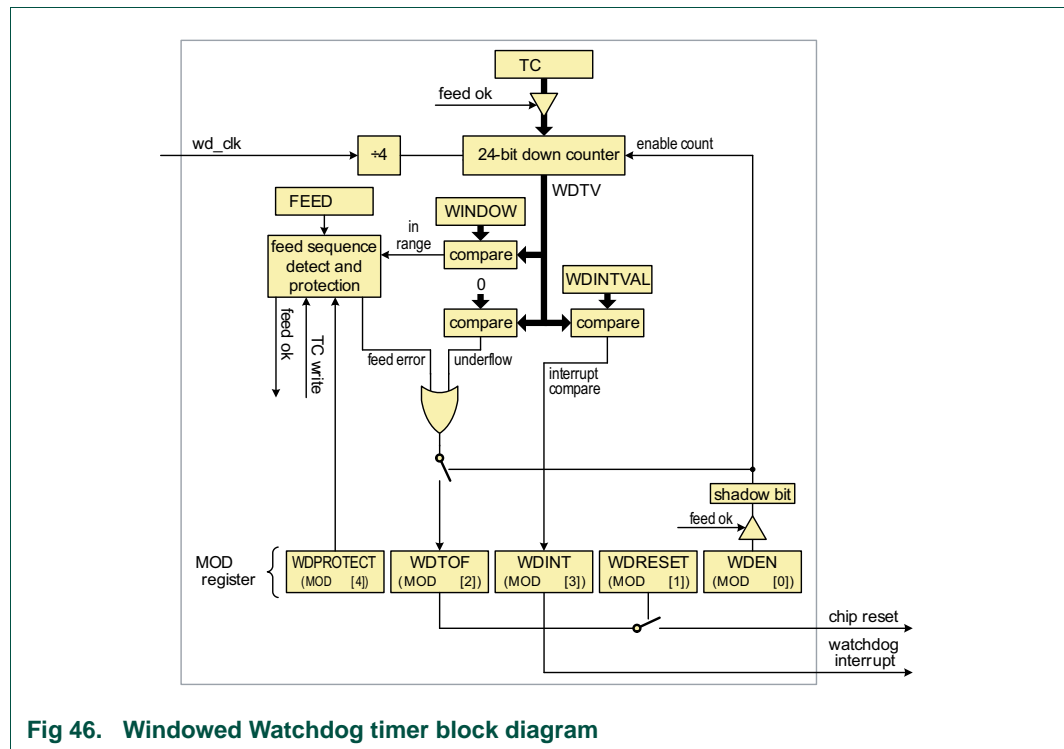 TC
feed ok
wd_clk
÷4
24-bit down counter
enable count
WDTV
FEED
WINDOW
in
range
feed sequence
detect and
protection
compare
WDINTVAL
0
compare
compare
feed ok
TC write
feed error
underflow
interrupt
compare
shadow bit
feed ok
MOD
register
WDPROTECT
(MOD [4])
WDTOF
(MOD [2])
WDINT
(MOD [3])
WDRESET
(MOD [1])
WDEN
(MOD [0])
chip reset
watchdog
interrupt
Fig 46. Windowed Watchdog timer block diagram